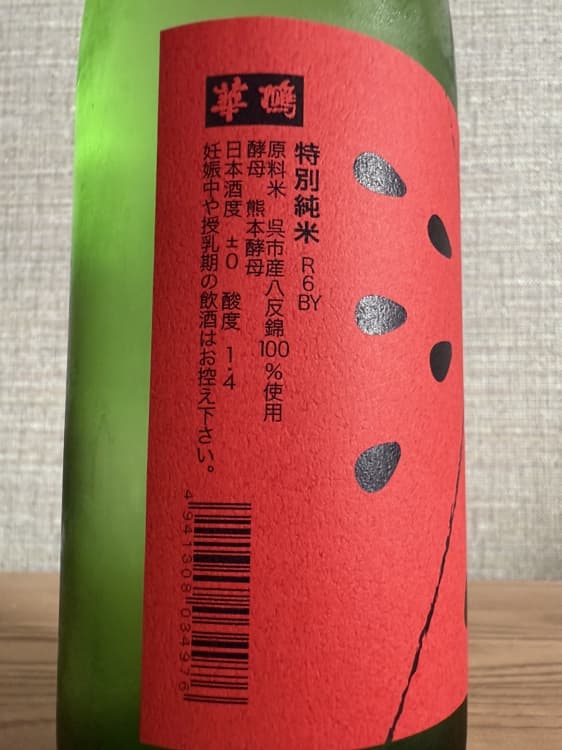 華鳩
特別純米 R6BY
原料米 呉市産八反錦100%使用
酵母 熊本酵母
日本酒度 ±0 酸度 1.4
妊娠中や授乳期の飲酒はお控え下さい。
4941308034976